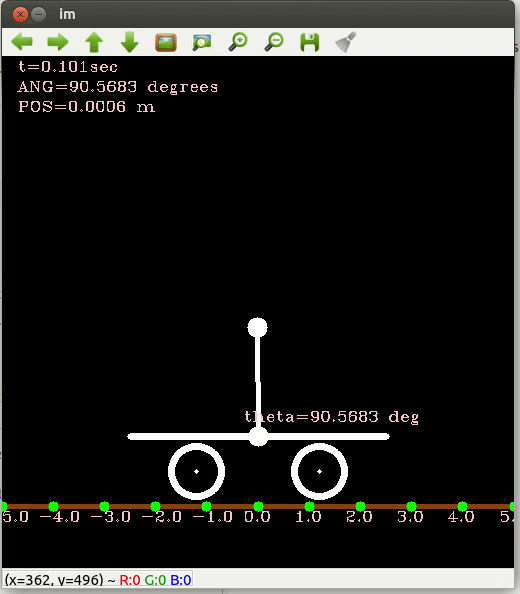 im
t=0.101sec
ANG=90.5683 degrees
POS=0.0006 m
theta=90.5683 deg
5.0 −4.0 −3.0 −2.0 −1.0 0.0 1.0 2.0 3.0 4.0 5.
(x=362, y=496) ~ R:0 G:0 B:0